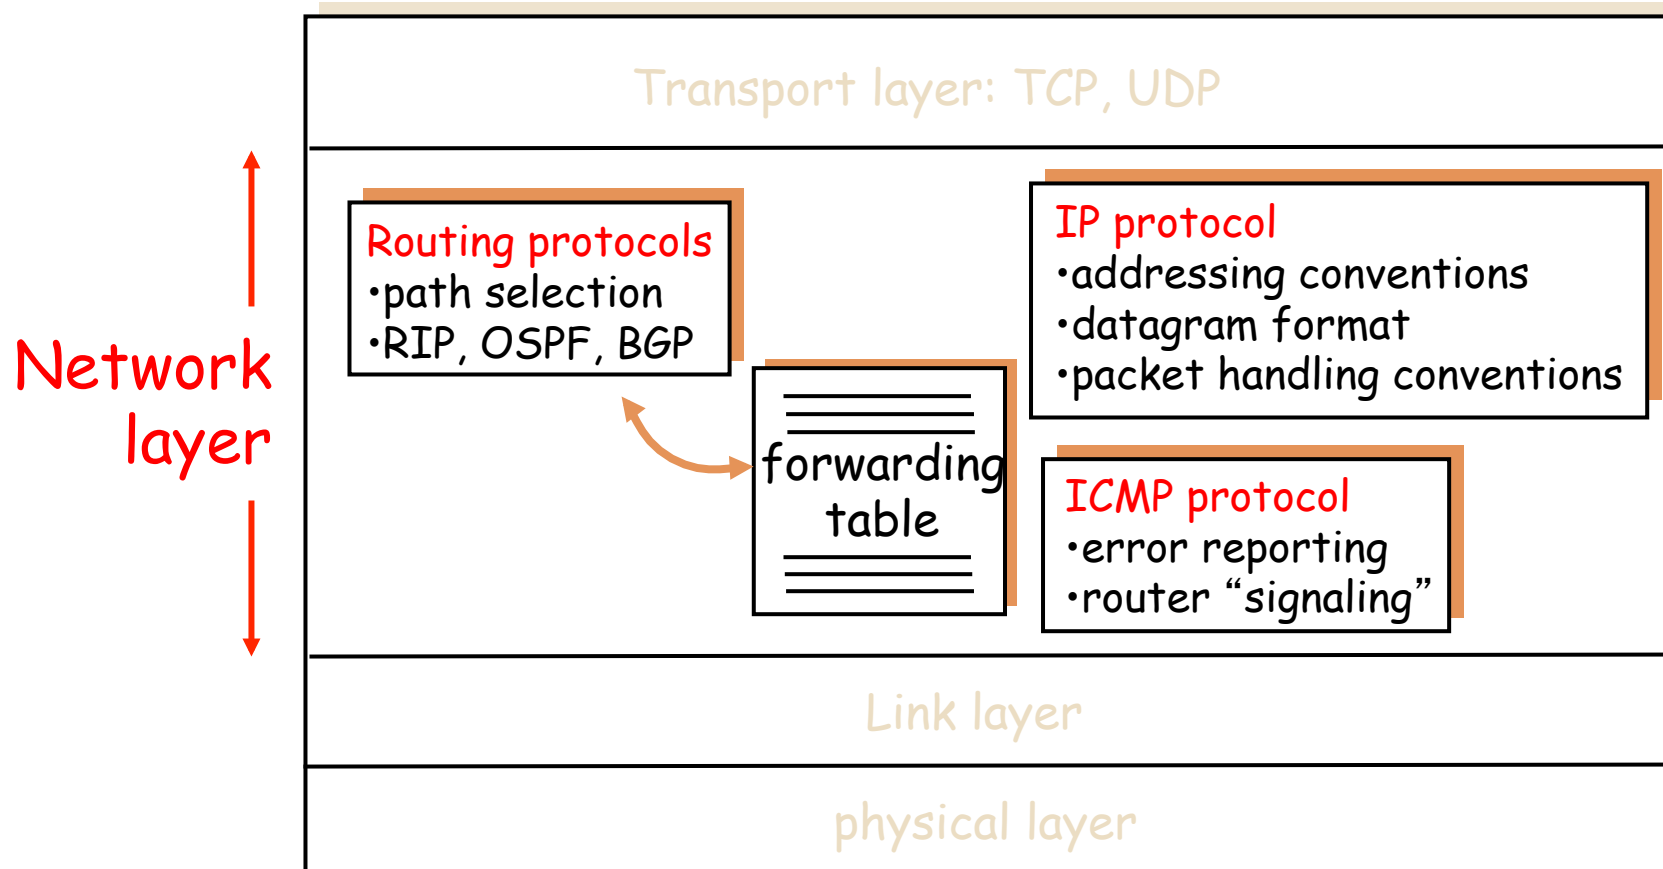 Transport layer: TCP, UDP
Network
layer
Routing protocols
•path selection
•RIP, OSPF, BGP
IP protocol
•addressing conventions
•datagram format
•packet handling conventions
forwarding
table
ICMP protocol
•error reporting
•router “signaling”
Link layer
physical layer